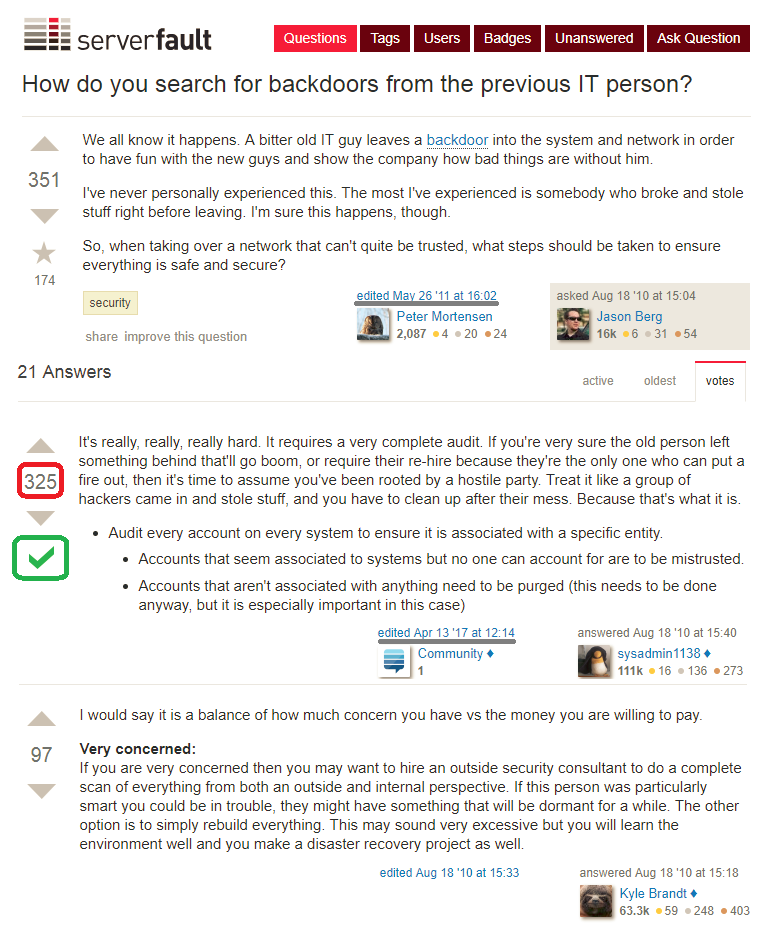 serverfault
Questions Tags Users Badges Unanswered Ask Question
How do you search for backdoors from the previous IT person?
351
174
We all know it happens. A bitter old IT guy leaves a backdoor into the system and network in order
to have fun with the new guys and show the company how bad things are without him.
I've never personally experienced this. The most I've experienced is somebody who broke and stole
stuff right before leaving. I'm sure this happens, though.
So, when taking over a network that can't quite be trusted, what steps should be taken to ensure
everything is safe and secure?
security
share improve this question
edited May 26 '11 at 16:02
Peter Mortensen
2,087 4 20 24
asked Aug 18 '10 at 15:04
Jason Berg
16k 6 31 54
21 Answers
active oldest votes
325
It's really, really, really hard. It requires a very complete audit. If you're very sure the old person left
something behind that'll go boom, or require their re-hire because they're the only one who can put a
fire out, then it's time to assume you've been rooted by a hostile party. Treat it like a group of
hackers came in and stole stuff, and you have to clean up after their mess. Because that's what it is.
• Audit every account on every system to ensure it is associated with a specific entity.
• Accounts that seem associated to systems but no one can account for are to be mistrusted.
• Accounts that aren't associated with anything need to be purged (this needs to be done
anyway, but it is especially important in this case)
edited Apr 13 '17 at 12:14
Community ♦
1
answered Aug 18 '10 at 15:40
sysadmin1138 ♦
111k 16 136 273
97
I would say it is a balance of how much concern you have vs the money you are willing to pay.
Very concerned:
If you are very concerned then you may want to hire an outside security consultant to do a complete
scan of everything from both an outside and internal perspective. If this person was particularly
smart you could be in trouble, they might have something that will be dormant for a while. The other
option is to simply rebuild everything. This may sound very excessive but you will learn the
environment well and you make a disaster recovery project as well.
edited Aug 18 '10 at 15:33
answered Aug 18 '10 at 15:18
Kyle Brandt ♦
63.3k 59 248 403